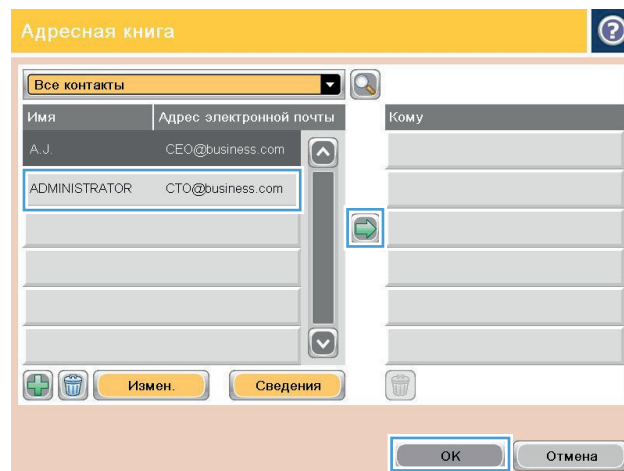 Адресная книга
?
Все контакты
Имя Адрес электронной почты Кому
A.J. CEO@business.com
ADMINISTRATOR CTO@business.com
Измен. Сведения
OK Отмена